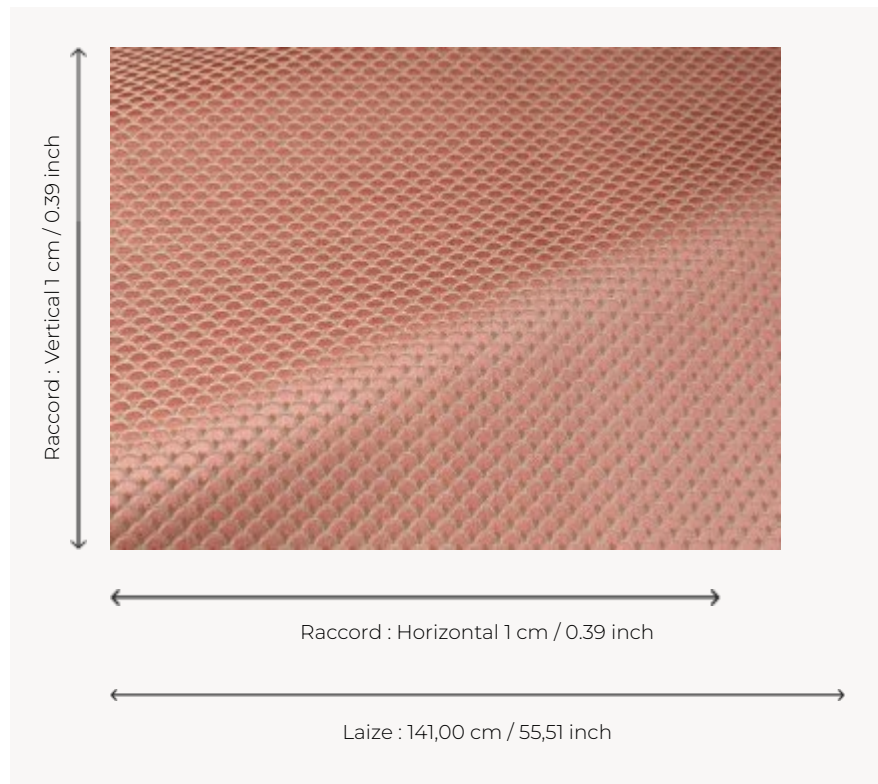 Raccord : Vertical 1 cm / 0.39 inch
Raccord : Horizontal 1 cm / 0.39 inch
Laize : 141,00 cm / 55,51 inch